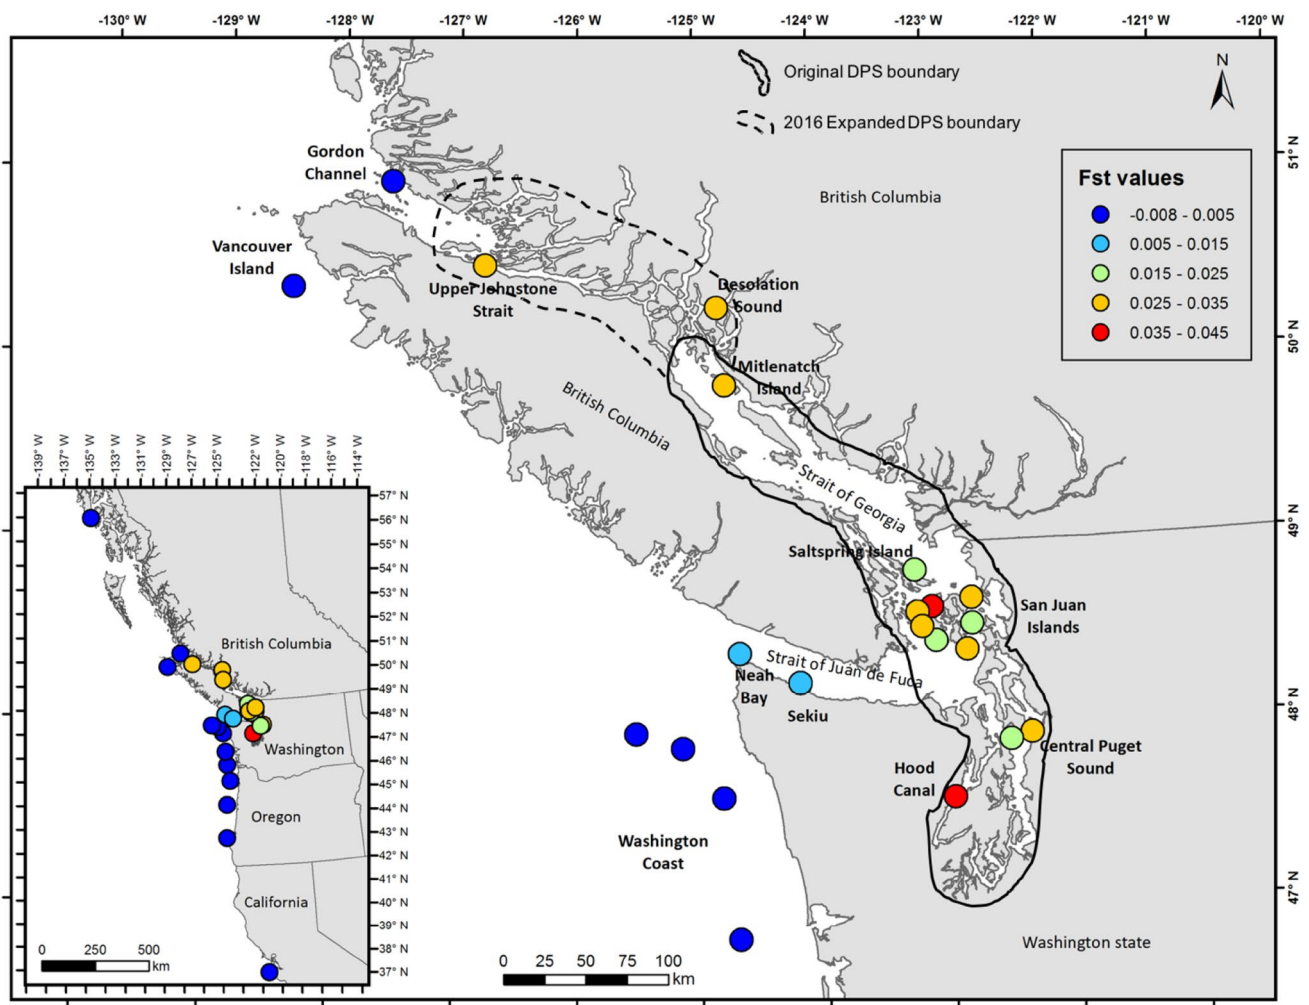 -130° W -129° W -128° W -127° W -126° W -125° W -124° W -123° W -122° W -121° W -120° W
N
Original DPS boundary
2016 Expanded DPS boundary
51° N
50° N
49° N
48° N
47° N
Fst values
-0.008 - 0.005
0.005 - 0.015
0.015 - 0.025
0.025 - 0.035
0.035 - 0.045
British Columbia
Gordon
Channel
Vancouver
Island
Upper Johnstone
Strait
Desolation
Sound
Mitlenatch
Island
British Columbia
Strait of Georgia
Saltspring Island
San Juan
Islands
Strait of Juan de Fuca
Neah
Bay
Sekiu
Central Puget
Sound
Hood
Canal
Washington
Coast
Washington state
0 25 50 75 100
km
-139° W -137° W -135° W -133° W -131° W -129° W -127° W -125° W -122° W -120° W -118° W -116° W -114° W
57° N
56° N
55° N
54° N
53° N
52° N
51° N
50° N
49° N
48° N
47° N
46° N
45° N
44° N
43° N
42° N
41° N
40° N
39° N
38° N
37° N
British Columbia
Washington
Oregon
California
0 250 500
km